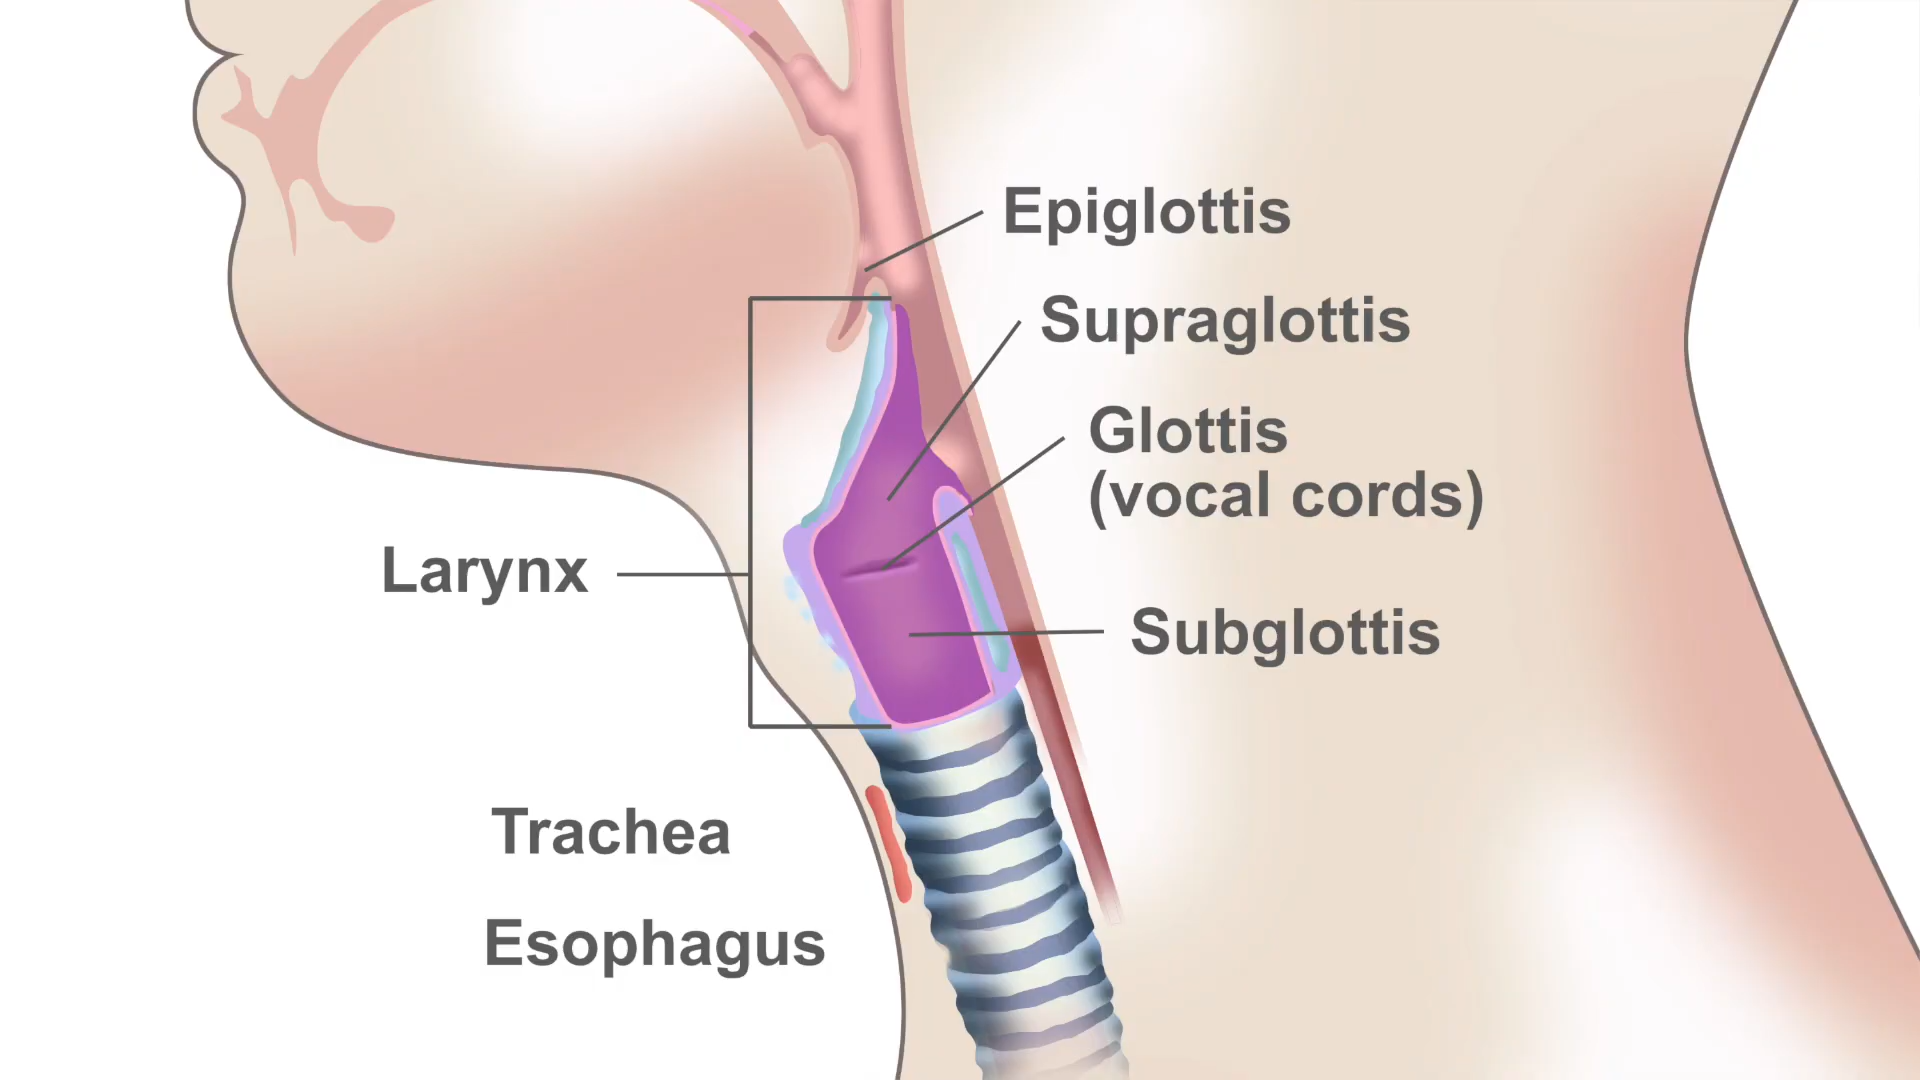 Epiglottis
Supraglottis
Glottis
(vocal cords)
Larynx
Subglottis
Trachea
Esophagus